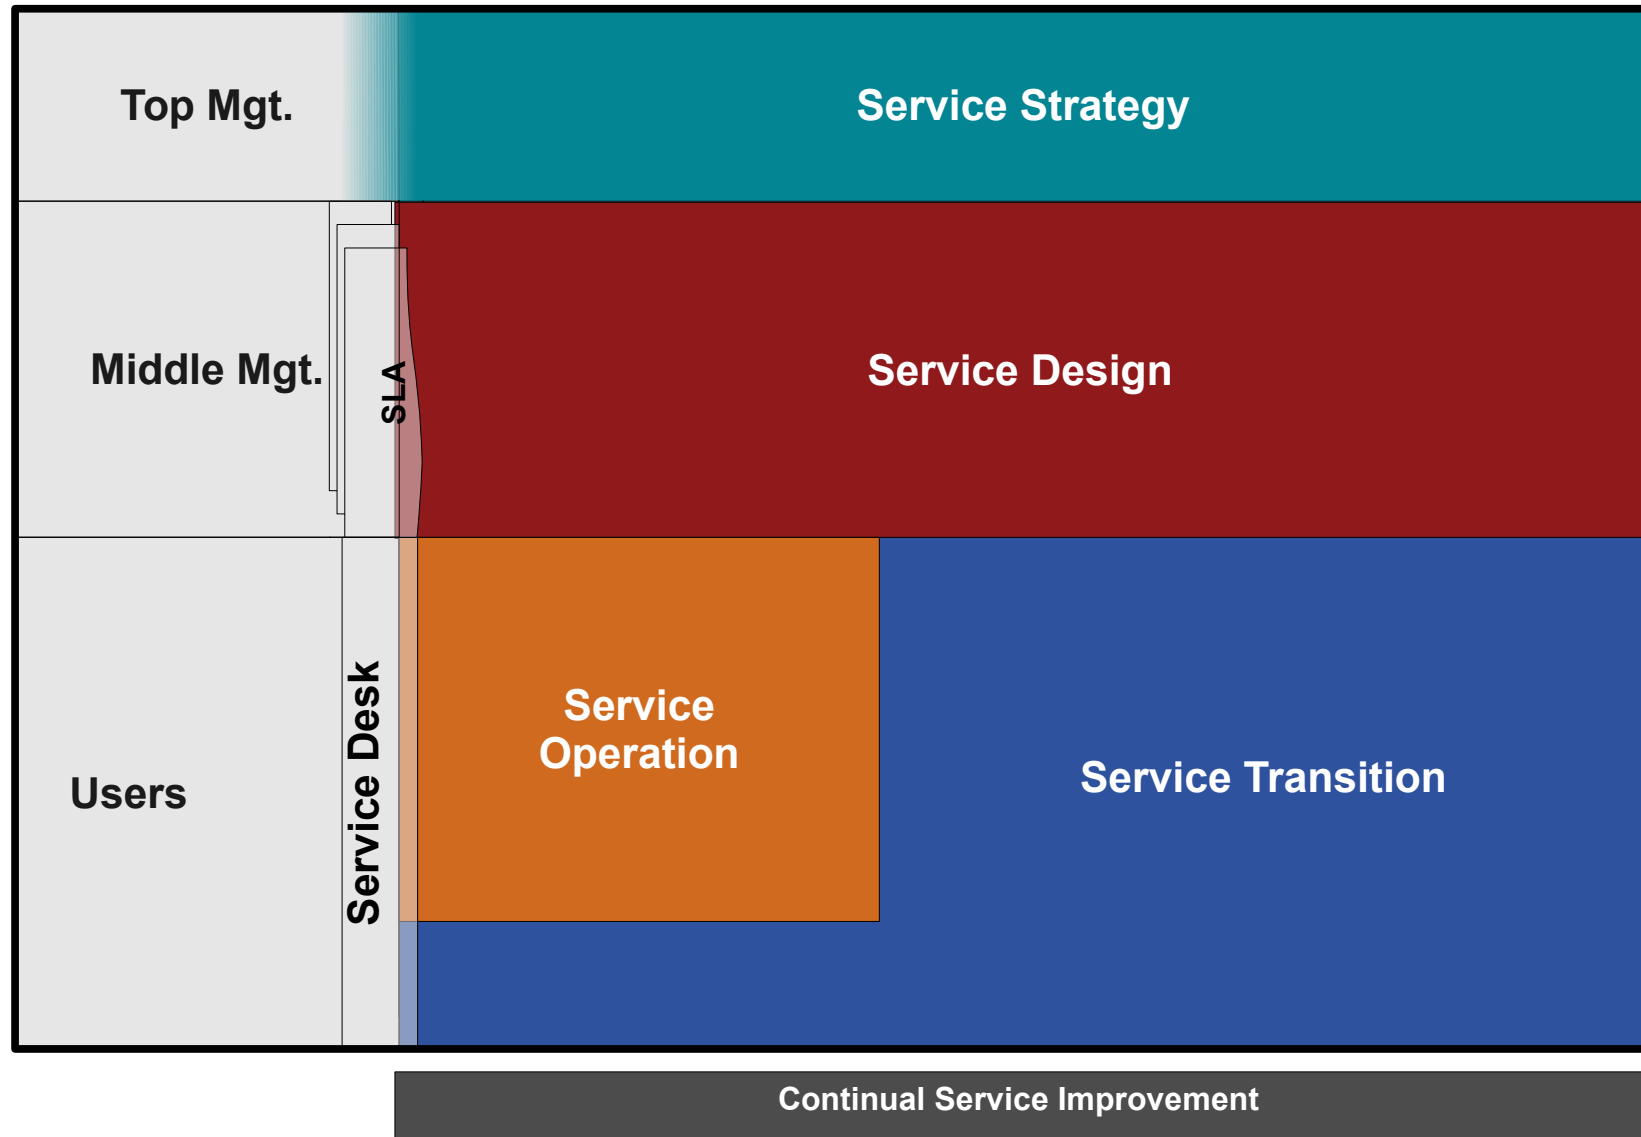 Top Mgt.
Service Strategy
Middle Mgt.
SLA
Service Design
Users
Service Desk
Service
Operation
Service Transition
Continual Service Improvement